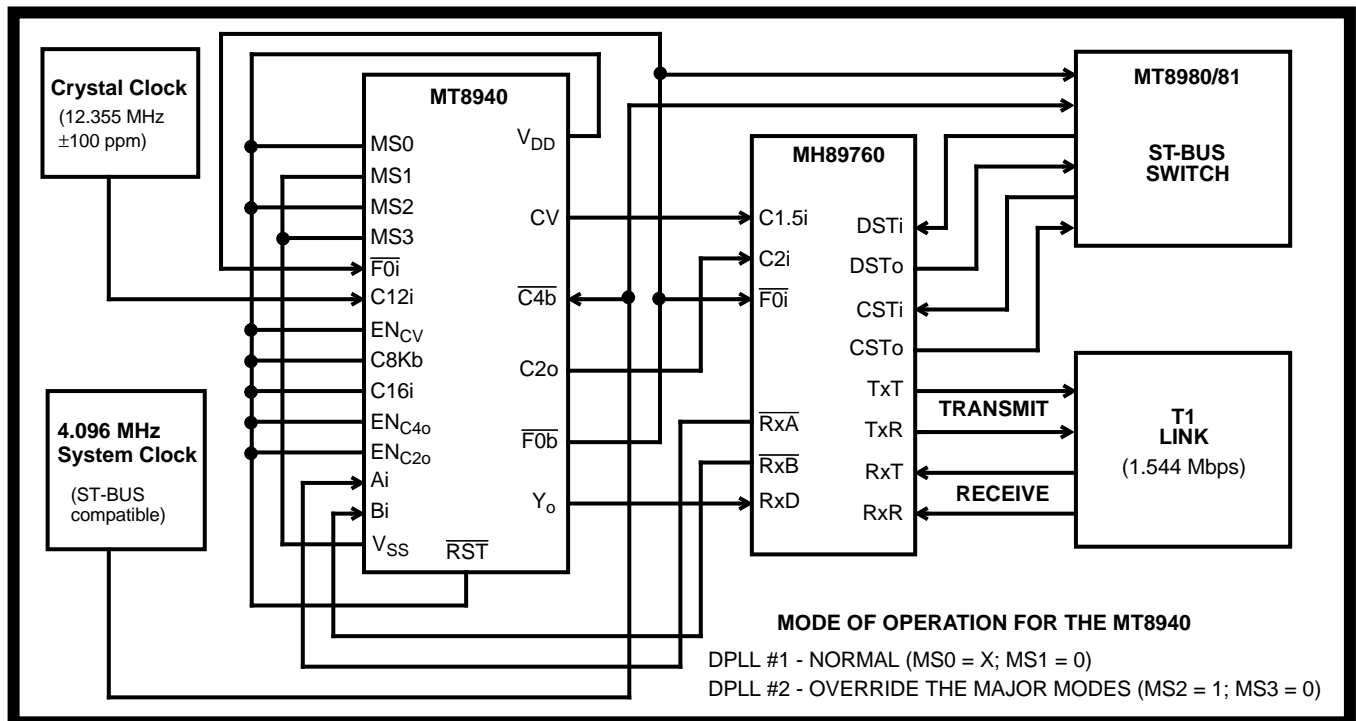 Crystal Clock
(12.355 MHz
±100 ppm)
4.096 MHz
System Clock
(ST-BUS
compatible)
MT8940
MS0
MS1
MS2
MS3
F0i
C12i
ENCV
C8Kb
C16i
ENC4o
ENC2o
Ai
Bi
VSS
RST
VDD
CV
C4b
C2o
F0b
Yo
MH89760
C1.5i
C2i
F0i
RxA
RxB
RxD
DSTi
DSTo
CSTi
CSTo
TxT
TxR
RxT
RxR
TRANSMIT
RECEIVE
MT8980/81
ST-BUS
SWITCH
T1
LINK
(1.544 Mbps)
MODE OF OPERATION FOR THE MT8940
DPLL #1 - NORMAL (MS0 = X; MS1 = 0)
DPLL #2 - OVERRIDE THE MAJOR MODES (MS2 = 1; MS3 = 0)